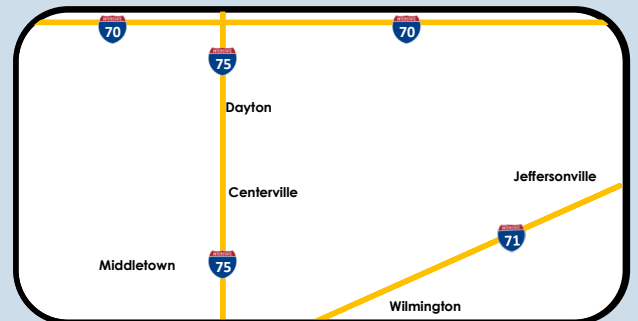 70
70
75
Dayton
Jeffersonville
Centerville
71
Middletown
75
Wilmington